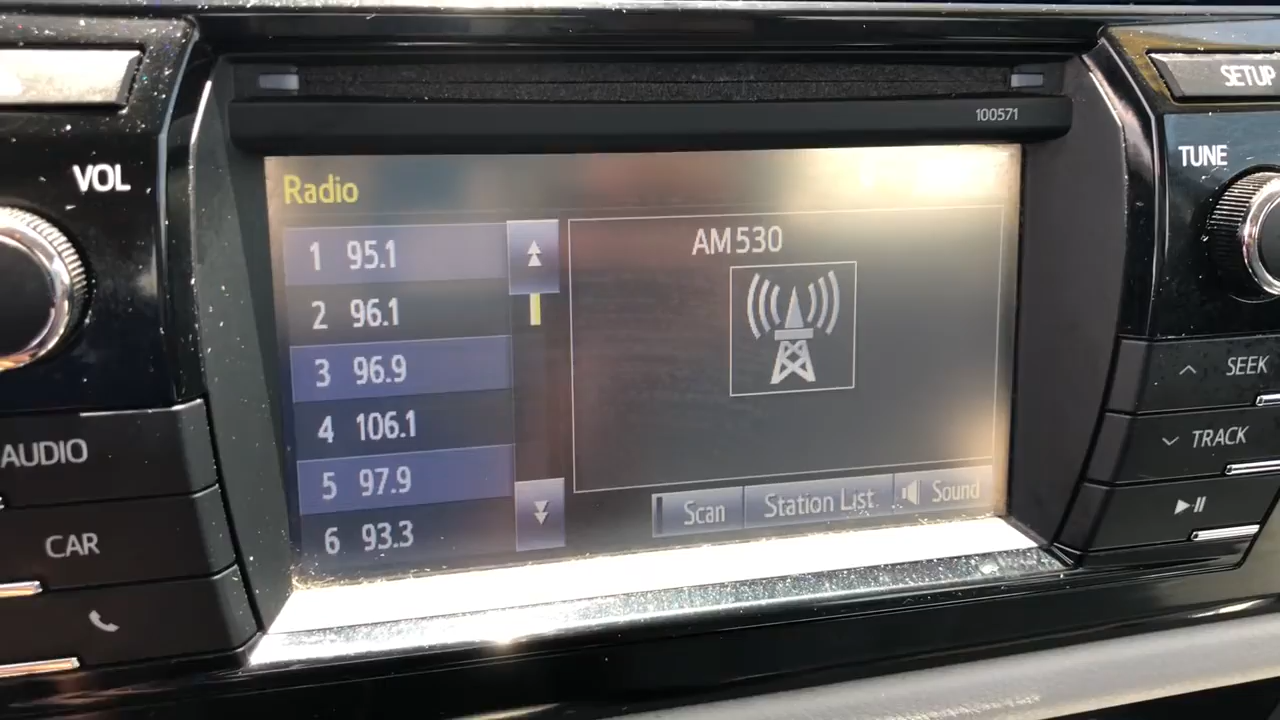 SETUP
100571
VOL
TUNE
Radio
1 95.1
2 96.1
3 96.9
4 106.1
5 97.9
6 93.3
AM530
Scan
Station List
Sound
AUDIO
CAR
SEEK
TRACK